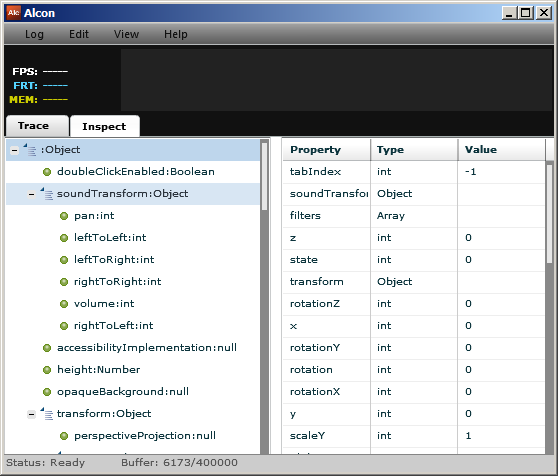 Alc Alcon
Log Edit View Help
FPS: -----
FRT: -----
MEM: -----
Trace Inspect
:Object
doubleClickEnabled:Boolean
soundTransform:Object
pan:int
leftToLeft:int
leftToRight:int
rightToRight:int
volume:int
rightToLeft:int
accessibilityImplementation:null
height:Number
opaqueBackground:null
transform:Object
perspectiveProjection:null
Property Type Value
tabIndex int -1
soundTransfor Object
filters Array
z int 0
state int 0
transform Object
rotationZ int 0
x int 0
rotationY int 0
rotation int 0
rotationX int 0
y int 0
scaleY int 1
Status: Ready Buffer: 6173/400000